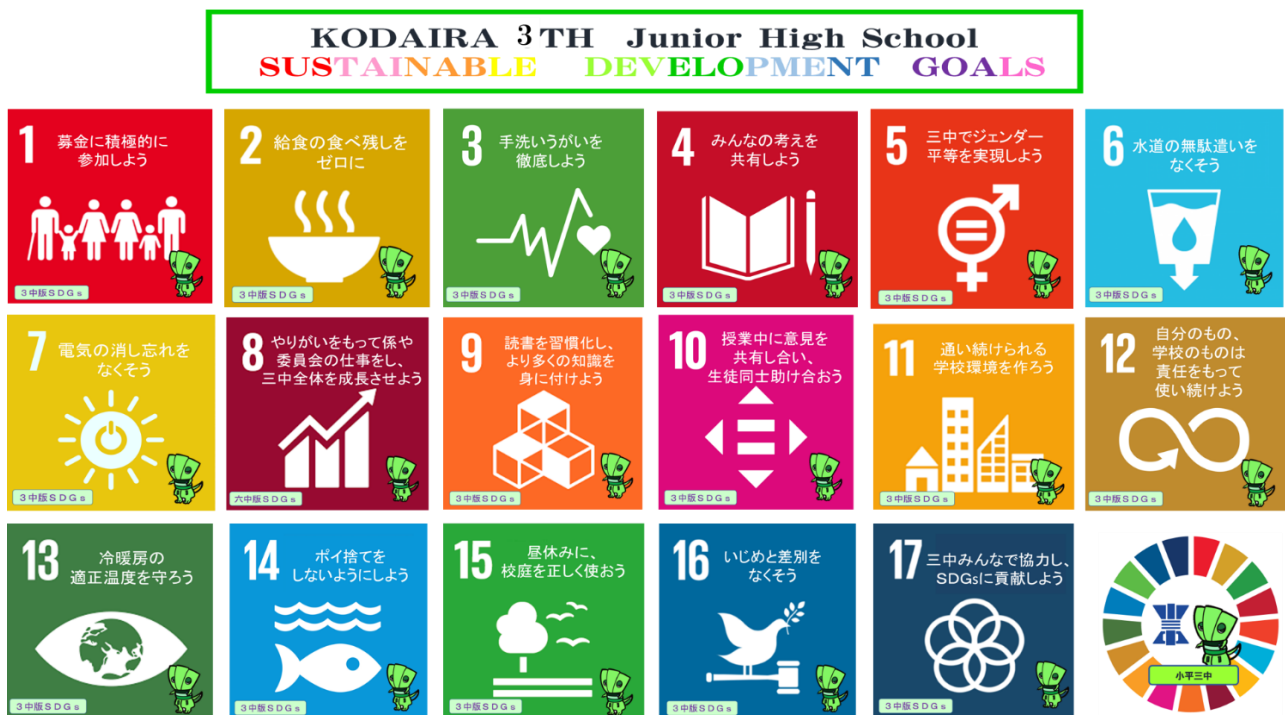 KODAIRA 3TH Junior High School
SUSTAINABLE DEVELOPMENT GOALS
1
募金に積極的に
参加しよう
3中版SDGs
2
給食の食べ残しを
ゼロに
3中版SDGs
3
手洗いうがいを
徹底しよう
3中版SDGs
4
みんなの考えを
共有しよう
3中版SDGs
5
三中でジェンダー
平等を実現しよう
3中版SDGs
6
水道の無駄遣いを
なくそう
3中版SDGs
7
電気の消し忘れを
なくそう
3中版SDGs
8
やりがいをもって係や
委員会の仕事をし、
三中全体を成長させよう
六中版SDGs
9
読書を習慣化し、
より多くの知識を
身に付けよう
3中版SDGs
10
授業中に意見を
共有し合い、
生徒同士助け合おう
3中版SDGs
11
通い続けられる
学校環境を作ろう
3中版SDGs
12
自分のもの、
学校のものは
責任をもって
使い続けよう
3中版SDGs
13
冷暖房の
適正温度を守ろう
3中版SDGs
14
ポイ捨てを
しないようにしよう
3中版SDGs
15
昼休みに、
校庭を正しく使おう
3中版SDGs
16
いじめと差別を
なくそう
3中版SDGs
17
三中みんなで協力し、
SDGsに貢献しよう
3中版SDGs
小平三中